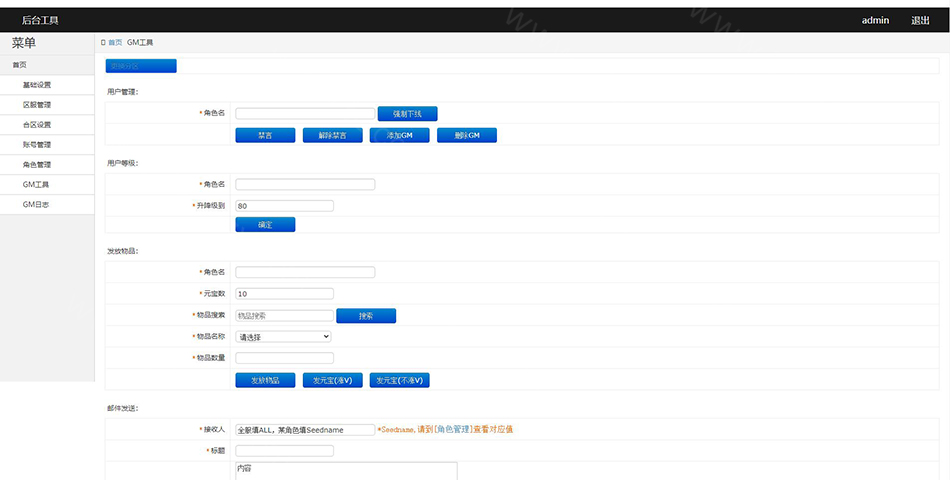 后台工具
admin 退出
菜单
首页 GM工具
首页
基础设置
区服管理
合区设置
账号管理
角色管理
GM工具
GM日志
用户管理:
*角色名 强制下线
禁言 解除禁言 添加GM 删除GM
用户等级:
*角色名
*升降级到 80
确定
发放物品:
*角色名
*元宝数 10
*物品搜索 物品搜索 搜索
*物品名称 请选择
*物品数量
发放物品 发元宝(涨V) 发元宝(不涨V)
邮件发送:
*接收人 全服填ALL，某角色填Seedname *Seedname,请到[角色管理]查看对应值
*标题
内容